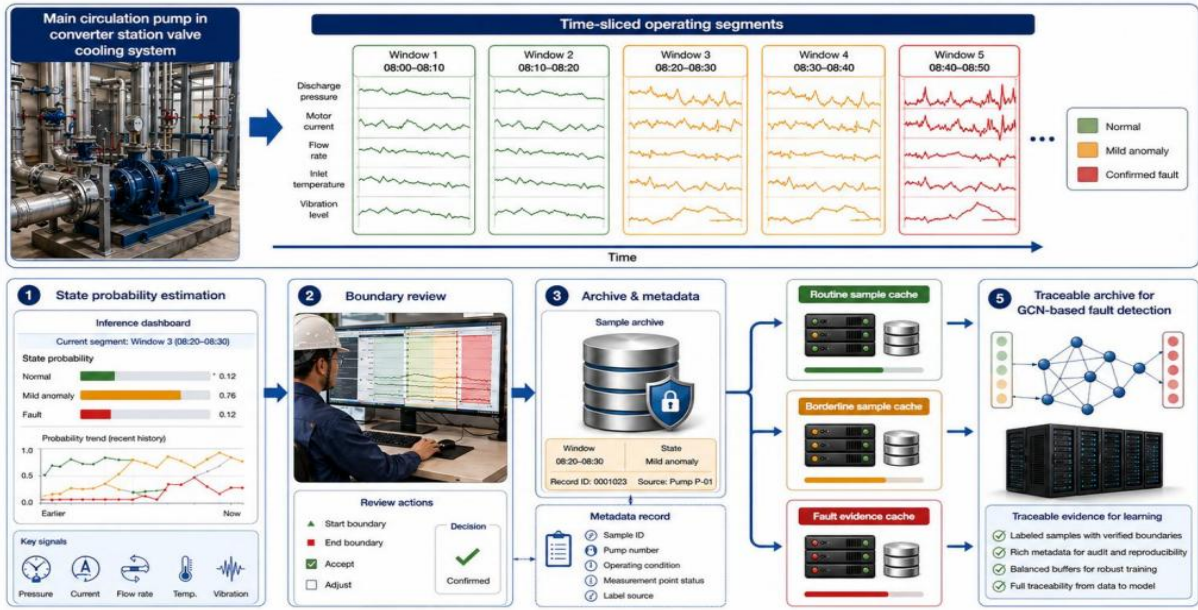 Main circulation pump in
converter station valve
cooling system
Time-sliced operating segments
Window 1
08:00–08:10
Window 2
08:10–08:20
Window 3
08:20–08:30
Window 4
08:30–08:40
Window 5
08:40–08:50
Discharge
pressure
Motor
current
Flow
rate
Inlet
temperature
Vibration
level
Time
Normal
Mild anomaly
Confirmed fault
1 State probability estimation
Inference dashboard
Current segment: Window 3 (08:20–08:30)
State probability
Normal 0.12
Mild anomaly 0.76
Fault 0.12
Probability trend (recent history)
1.0
0.5
0.0
Earlier Now
Key signals
A
Pressure Current Flow rate Temp. Vibration
2 Boundary review
Review actions
Start boundary
End boundary
Accept
Adjust
Decision
Confirmed
3 Archive & metadata
Sample archive
Window State
08:20–08:30 Mild anomaly
Record ID: 0001023 Source: Pump P-01
Metadata record
Sample ID
Pump number
Operating condition
Measurement point status
Label source
Routine sample cache
Borderline sample cache
Fault evidence cache
5 Traceable archive for
GCN-based fault detection
Traceable evidence for learning
Labeled samples with verified boundaries
Rich metadata for audit and reproducibility
Balanced buffers for robust training
Full traceability from data to model